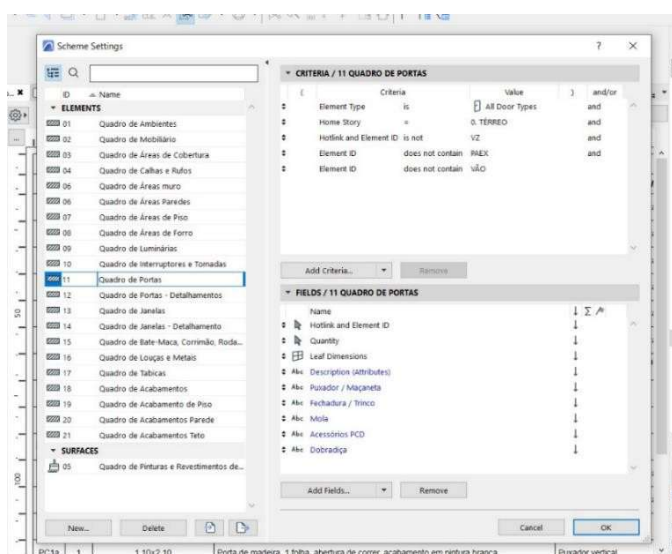 Scheme Settings
? ×
ID Name
ELEMENTS
01 Quadro de Ambientes
02 Quadro de Mobiliário
03 Quadro de Áreas de Cobertura
04 Quadro de Calhas e Rufos
06 Quadro de Áreas muro
06 Quadro de Áreas Paredes
07 Quadro de Áreas de Piso
08 Quadro de Áreas de Forro
09 Quadro de Luminárias
10 Quadro de Interruptores e Tomadas
11 Quadro de Portas
12 Quadro de Portas - Detalhamentos
13 Quadro de Janelas
14 Quadro de Janelas - Detalhamento
15 Quadro de Bate-Maca, Corrimão, Roda...
16 Quadro de Louças e Metais
17 Quadro de Tabicas
18 Quadro de Acabamentos
19 Quadro de Acabamento de Piso
20 Quadro de Acabamentos Parede
21 Quadro de Acabamentos Teto
SURFACES
05 Quadro de Pinturas e Revestimentos de...
New... Delete
CRITERIA / 11 QUADRO DE PORTAS
( Criteria Value ) and/or
Element Type is All Door Types and
Home Story = 0. TÉRREO and
Hotlink and Element ID is not VZ and
Element ID does not contain PAEX and
Element ID does not contain VÃO
Add Criteria... Remove
FIELDS / 11 QUADRO DE PORTAS
Name
Hotlink and Element ID
Quantity
Leaf Dimensions
Abc Description (Attributes)
Abc Puxador / Maçaneta
Abc Fechadura / Trinco
Abc Mola
Abc Acessórios PCD
Abc Dobradiça
Add Fields... Remove
Cancel OK
PC3a 1 1,10x2,10 Porta de madeira, 1 folha, abertura de correr, acabamento em pintura branca Puxador vertical